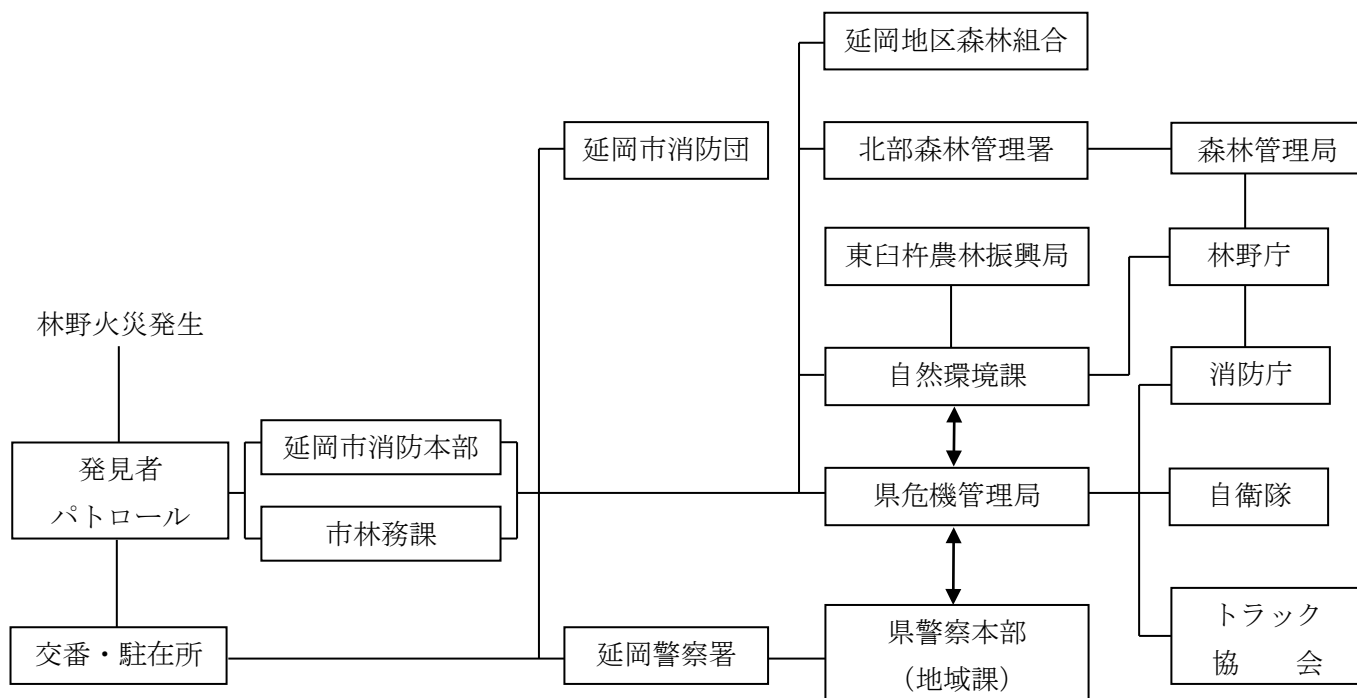 延岡地区森林組合
延岡市消防団
北部森林管理署
森林管理局
東臼杵農林振興局
林野庁
林野火災発生
自然環境課
消防庁
延岡市消防本部
発見者
パトロール
県危機管理局
自衛隊
市林務課
交番・駐在所
延岡警察署
県警察本部
（地域課）
トラック
協　　会